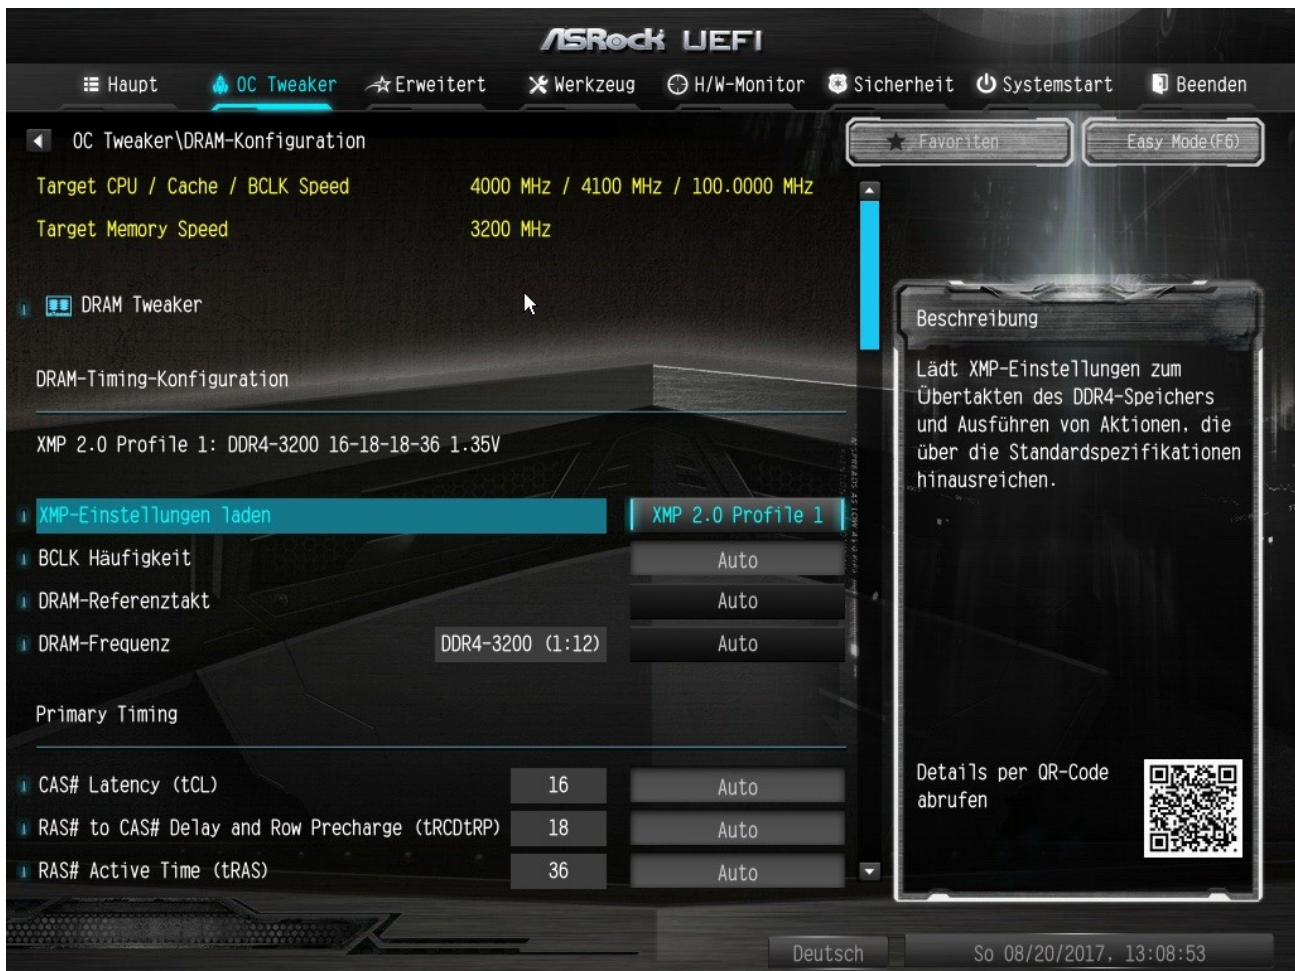 ASRock UEFI
Haupt OC Tweaker Erweitert Werkzeug H/W-Monitor Sicherheit Systemstart Beenden
OC Tweaker\DRAM-Konfiguration
Favoriten Easy Mode(F6)
Target CPU / Cache / BCLK Speed 4000 MHz / 4100 MHz / 100.0000 MHz
Target Memory Speed 3200 MHz
DRAM Tweaker
DRAM-Timing-Konfiguration
XMP 2.0 Profile 1: DDR4-3200 16-18-18-36 1.35V
XMP-Einstellungen laden XMP 2.0 Profile 1
BCLK Häufigkeit Auto
DRAM-Referenztakt Auto
DRAM-Frequenz DDR4-3200 (1:12) Auto
Primary Timing
CAS# Latency (tCL) 16 Auto
RAS# to CAS# Delay and Row Precharge (tRCDtRP) 18 Auto
RAS# Active Time (tRAS) 36 Auto
Beschreibung
Lädt XMP-Einstellungen zum
Übertakten des DDR4-Speichers
und Ausführen von Aktionen, die
über die Standardspezifikationen
hinausreichen.
Details per QR-Code
abrufen
Deutsch So 08/20/2017, 13:08:53